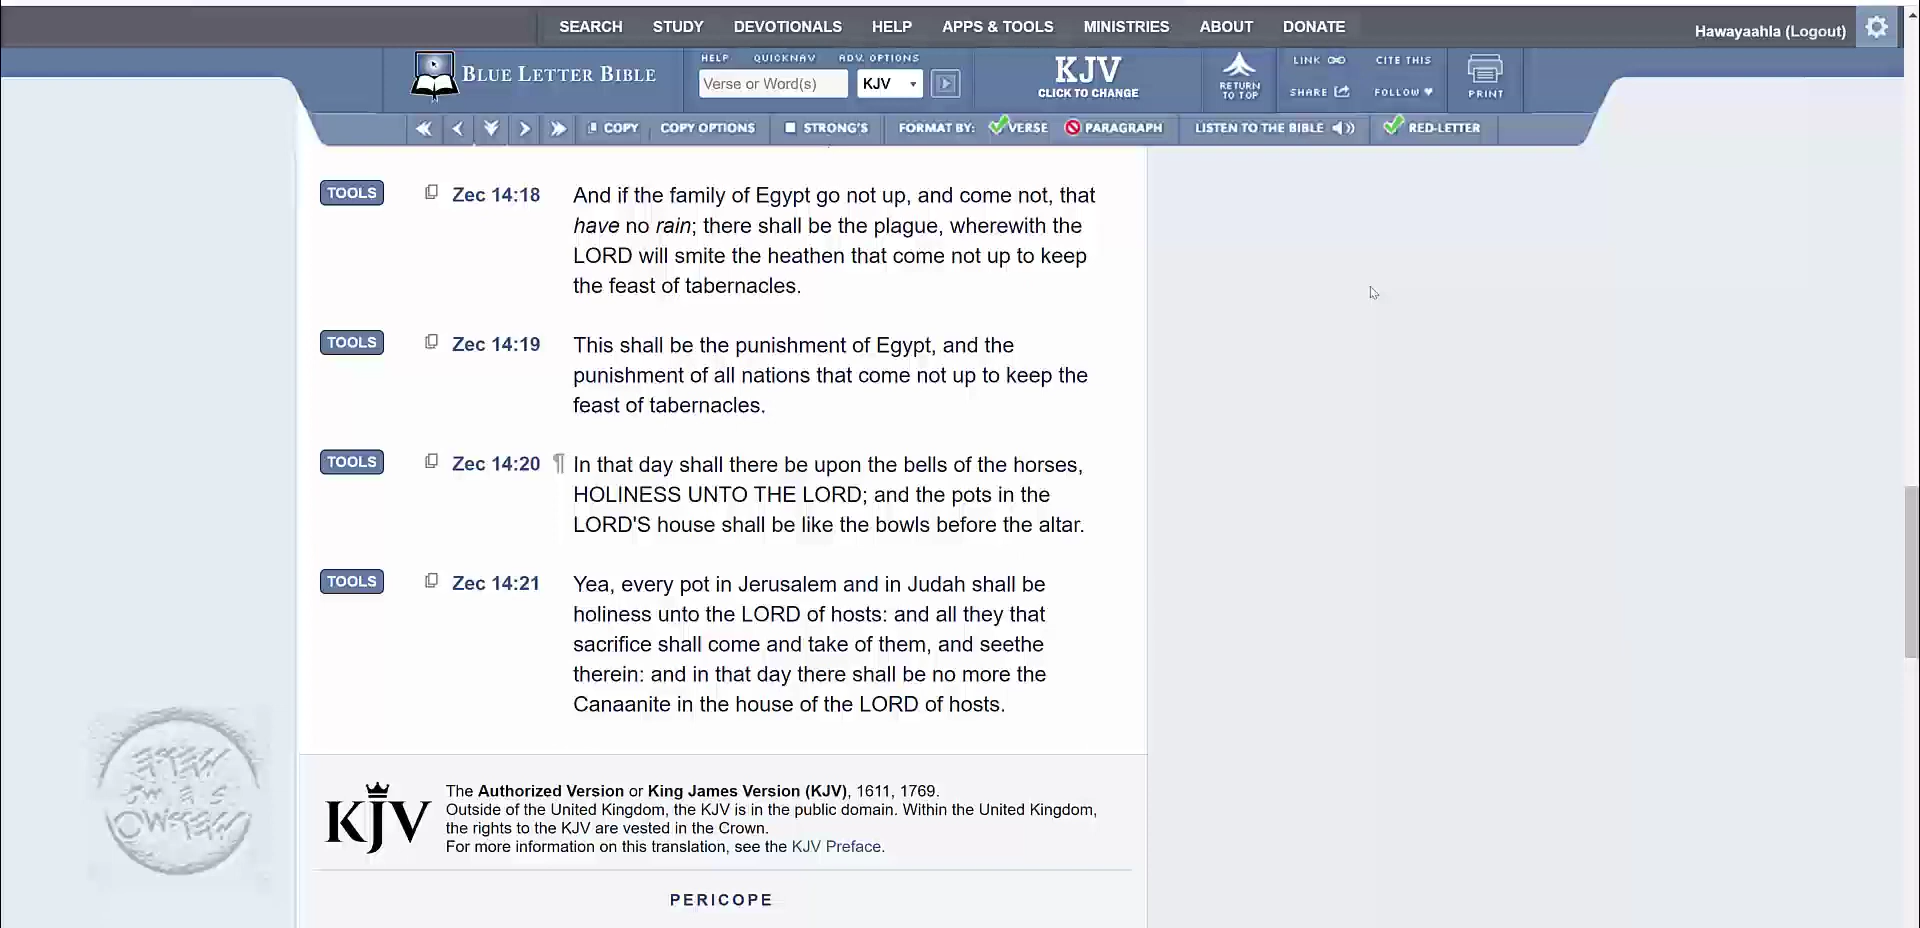 SEARCH STUDY DEVOTIONALS HELP APPS & TOOLS MINISTRIES ABOUT DONATE
Hawayaahla (Logout)
BLUE LETTER BIBLE
HELP QUICKNAV ADV. OPTIONS
Verse or Word(s) KJV
KJV
CLICK TO CHANGE
RETURN
TO TOP
LINK CITE THIS
SHARE FOLLOW
PRINT
COPY COPY OPTIONS STRONG'S FORMAT BY: VERSE PARAGRAPH LISTEN TO THE BIBLE RED-LETTER
TOOLS Zec 14:18 And if the family of Egypt go not up, and come not, that
have no rain; there shall be the plague, wherewith the
LORD will smite the heathen that come not up to keep
the feast of tabernacles.
TOOLS Zec 14:19 This shall be the punishment of Egypt, and the
punishment of all nations that come not up to keep the
feast of tabernacles.
TOOLS Zec 14:20 ¶ In that day shall there be upon the bells of the horses,
HOLINESS UNTO THE LORD; and the pots in the
LORD'S house shall be like the bowls before the altar.
TOOLS Zec 14:21 Yea, every pot in Jerusalem and in Judah shall be
holiness unto the LORD of hosts: and all they that
sacrifice shall come and take of them, and seethe
therein: and in that day there shall be no more the
Canaanite in the house of the LORD of hosts.
KJV
The Authorized Version or King James Version (KJV), 1611, 1769.
Outside of the United Kingdom, the KJV is in the public domain. Within the United Kingdom,
the rights to the KJV are vested in the Crown.
For more information on this translation, see the KJV Preface.
PERICOPE